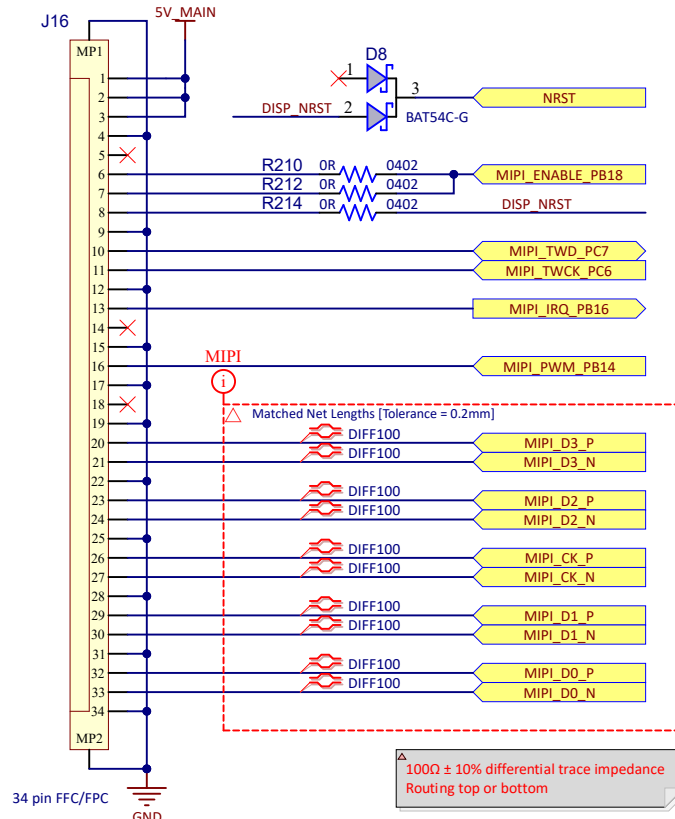 5V_MAIN
J16
MP1
D8
1
3
NRST
DISP_NRST
2
BAT54C-G
1
2
3
4
5
6
R210
0R
0402
MIPI_ENABLE_PB18
7
R212
0R
0402
8
R214
0R
0402
DISP_NRST
9
10
MIPI_TWD_PC7
11
MIPI_TWCK_PC6
12
13
MIPI_IRQ_PB16
14
15
MIPI
16
MIPI_PWM_PB14
17
i
18
Matched Net Lengths [Tolerance = 0.2mm]
19
DIFF100
20
MIPI_D3_P
DIFF100
21
MIPI_D3_N
22
DIFF100
23
MIPI_D2_P
DIFF100
24
MIPI_D2_N
25
DIFF100
26
MIPI_CK_P
DIFF100
27
MIPI_CK_N
28
DIFF100
29
MIPI_D1_P
DIFF100
30
MIPI_D1_N
31
DIFF100
32
MIPI_D0_P
DIFF100
33
MIPI_D0_N
34
MP2
100Ω ± 10% differential trace impedance
Routing top or bottom
34 pin FFC/FPC
GND